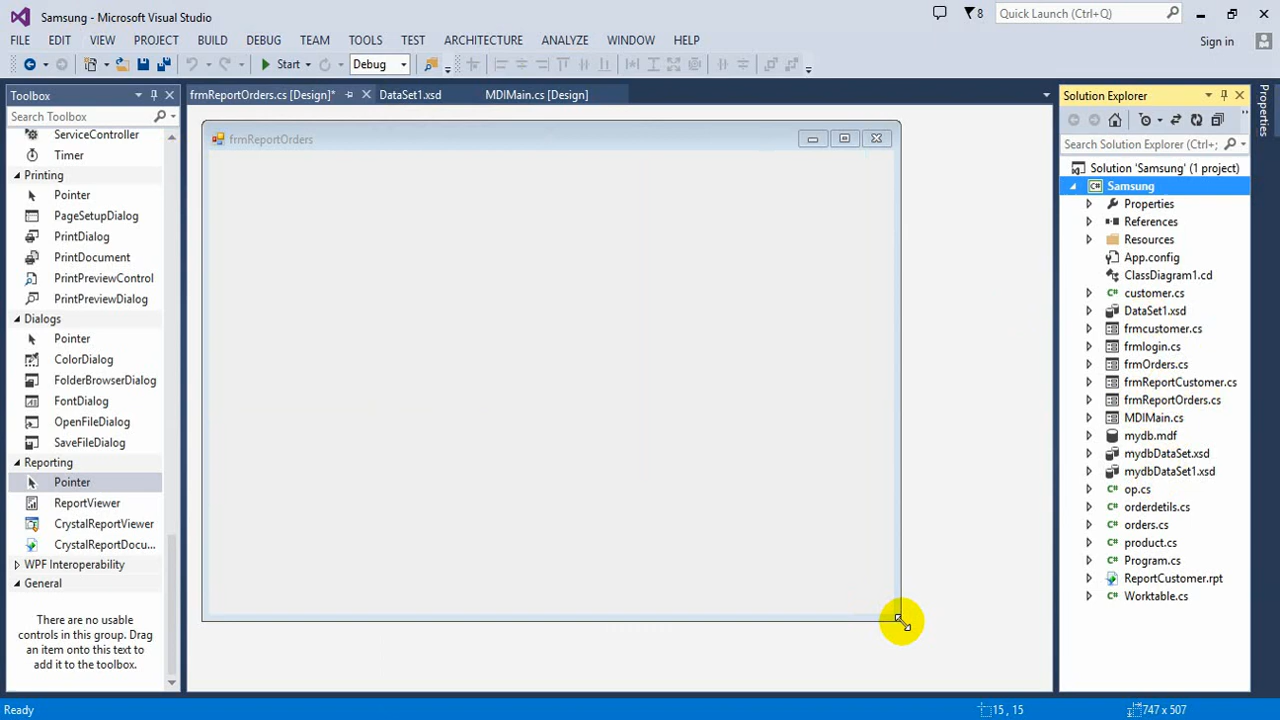 Samsung - Microsoft Visual Studio
8
Quick Launch (Ctrl+Q)
FILE EDIT VIEW PROJECT BUILD DEBUG TEAM TOOLS TEST ARCHITECTURE ANALYZE WINDOW HELP
Sign in
Start Debug
Toolbox
Search Toolbox
ServiceController
Timer
Printing
Pointer
PageSetupDialog
PrintDialog
PrintDocument
PrintPreviewControl
PrintPreviewDialog
Dialogs
Pointer
ColorDialog
FolderBrowserDialog
FontDialog
OpenFileDialog
SaveFileDialog
Reporting
Pointer
ReportViewer
CrystalReportViewer
CrystalReportDocu...
WPF Interoperability
General
There are no usable
controls in this group. Drag
an item onto this text to
add it to the toolbox.
frmReportOrders.cs [Design]* DataSet1.xsd MDIMain.cs [Design]
frmReportOrders
Solution Explorer
Search Solution Explorer (Ctrl+;
Solution 'Samsung' (1 project)
C# Samsung
Properties
References
Resources
App.config
ClassDiagram1.cd
C# customer.cs
DataSet1.xsd
frmcustomer.cs
frmlogin.cs
frmOrders.cs
frmReportCustomer.cs
frmReportOrders.cs
MDIMain.cs
mydb.mdf
mydbDataSet.xsd
mydbDataSet1.xsd
C# op.cs
C# orderdetils.cs
C# orders.cs
C# product.cs
C# Program.cs
ReportCustomer.rpt
C# Worktable.cs
Properties
Ready
15 , 15
747 x 507